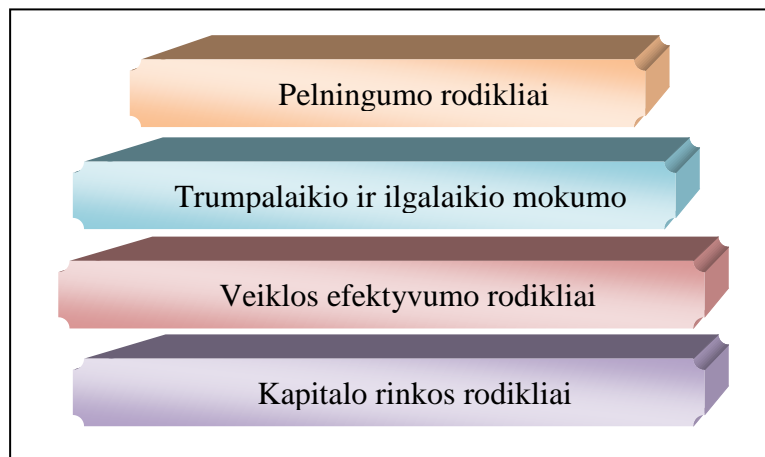 Pelningumo rodikliai
Trumpalaikio ir ilgalaikio mokumo
Veiklos efektyvumo rodikliai
Kapitalo rinkos rodikliai